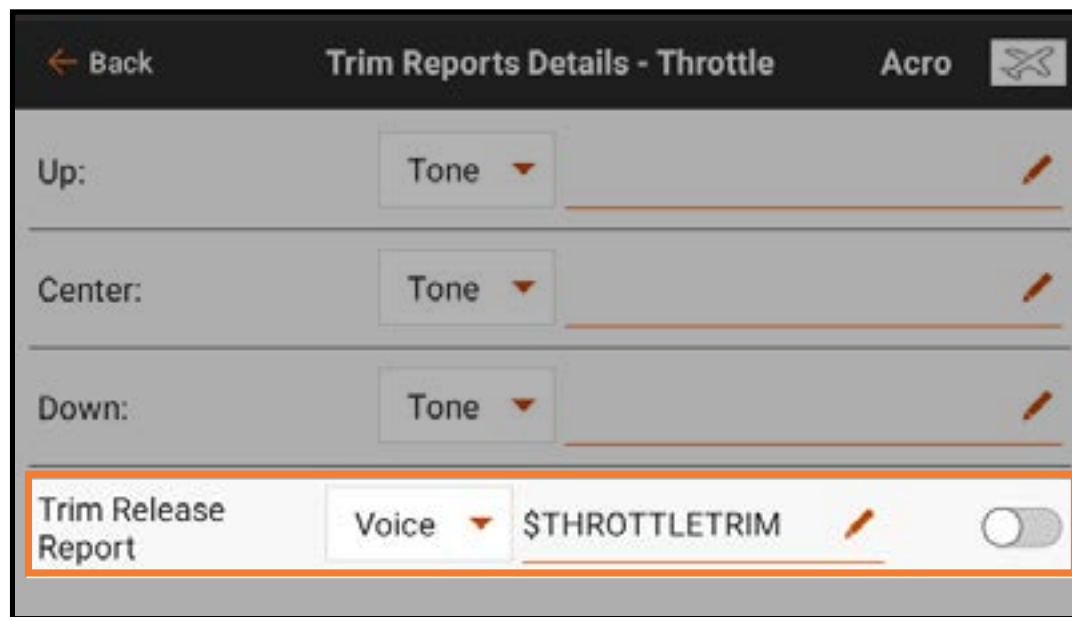 Back Trim Reports Details - Throttle Acro
Up: Tone
Center: Tone
Down: Tone
Trim Release
Report Voice $THROTTLETRIM